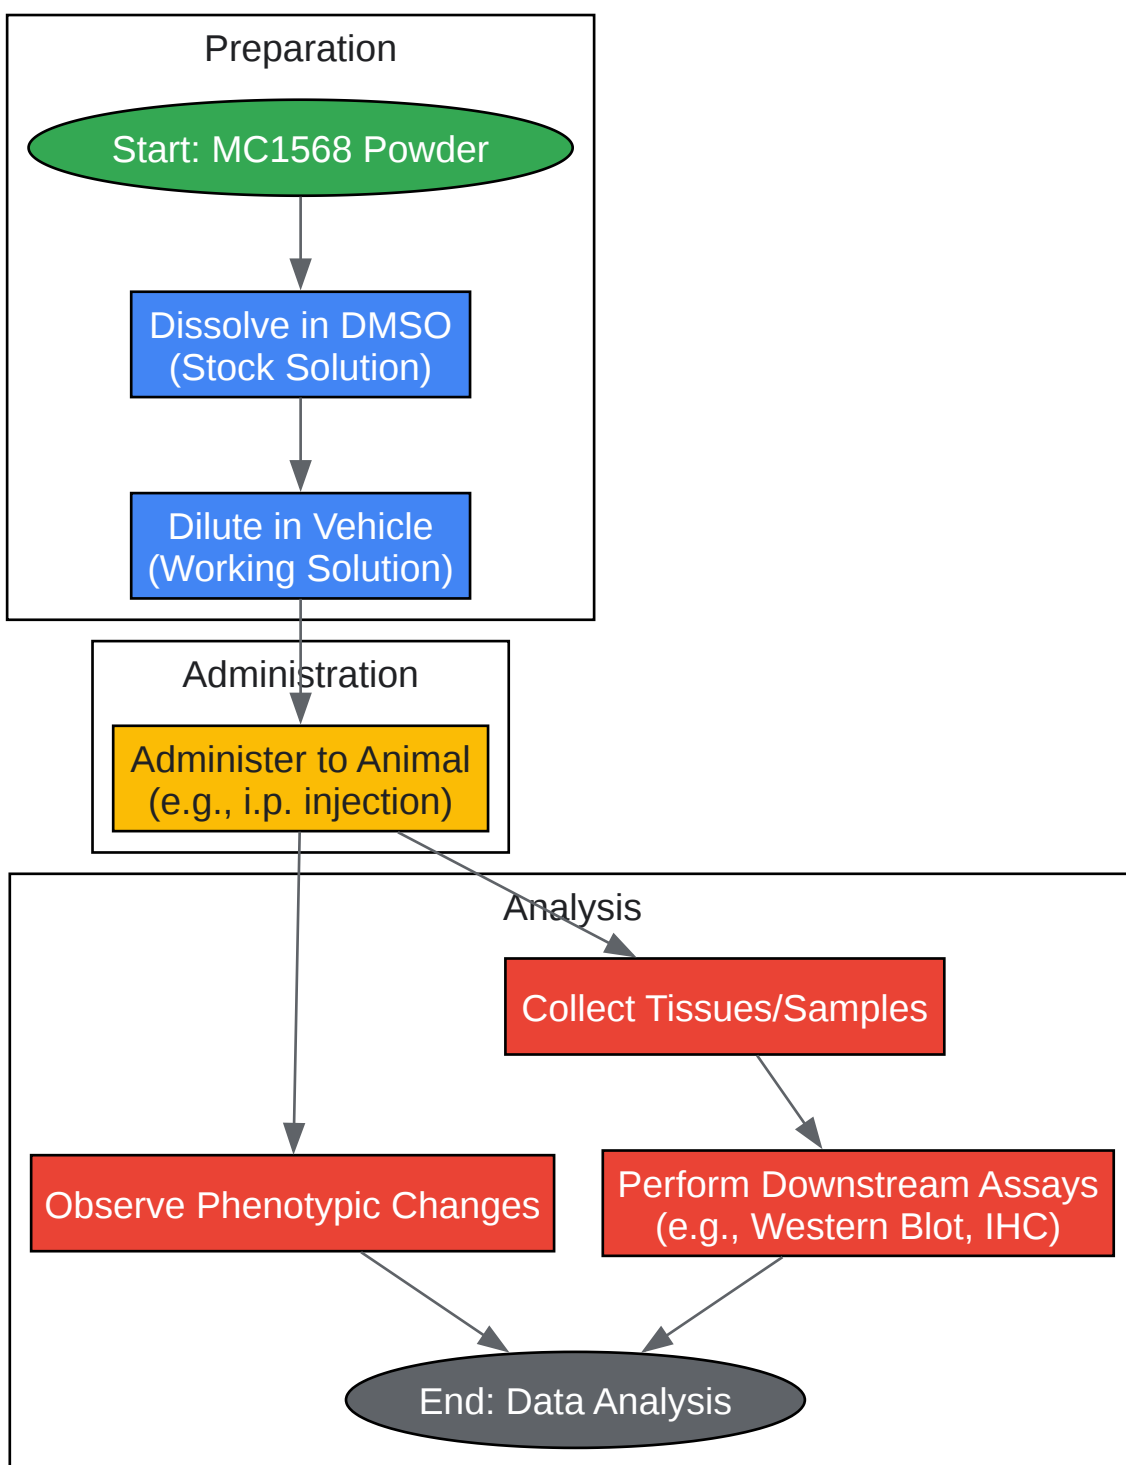 Preparation
Start: MC1568 Powder
Dissolve in DMSO
(Stock Solution)
Dilute in Vehicle
(Working Solution)
Administration
Administer to Animal
(e.g., i.p. injection)
Analysis
Collect Tissues/Samples
Observe Phenotypic Changes
Perform Downstream Assays
(e.g., Western Blot, IHC)
End: Data Analysis